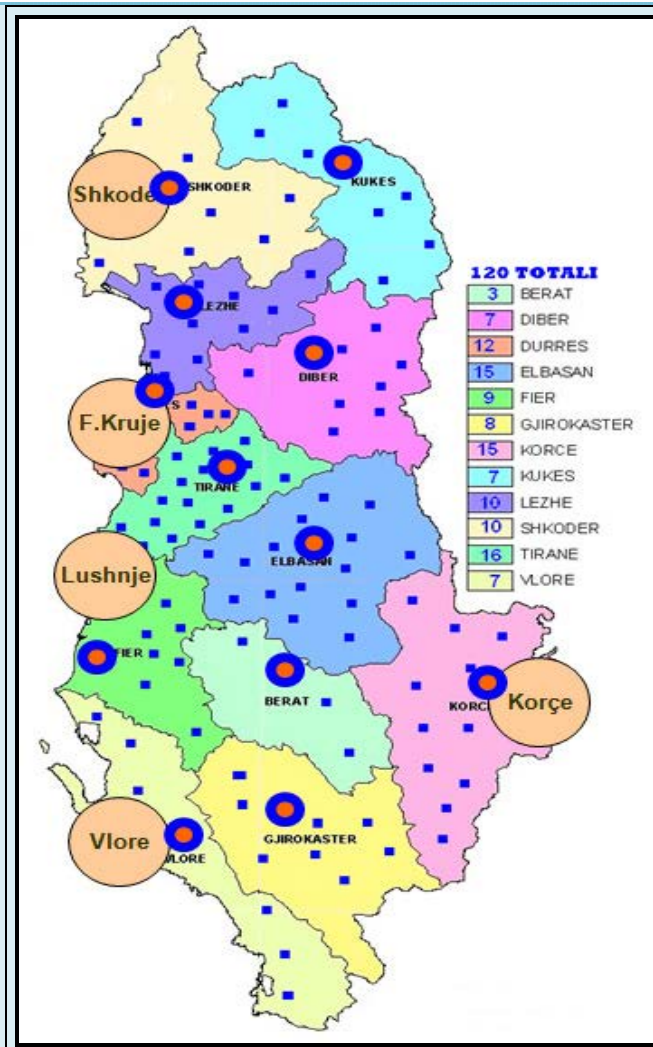 Shkode
SHKODER
KUKES
LEZHE
DIBER
S
F.Kruje
TIRANE
Lushnje
ELBASAN
FIER
BERAT
KORC
Korçe
GJIROKASTER
Vlore
VLORE
120 TOTALI
3 BERAT
7 DIBER
12 DURRES
15 ELBASAN
9 FIER
8 GJIROKASTER
15 KORCE
7 KUKES
10 LEZHE
10 SHKODER
16 TIRANE
7 VLORE